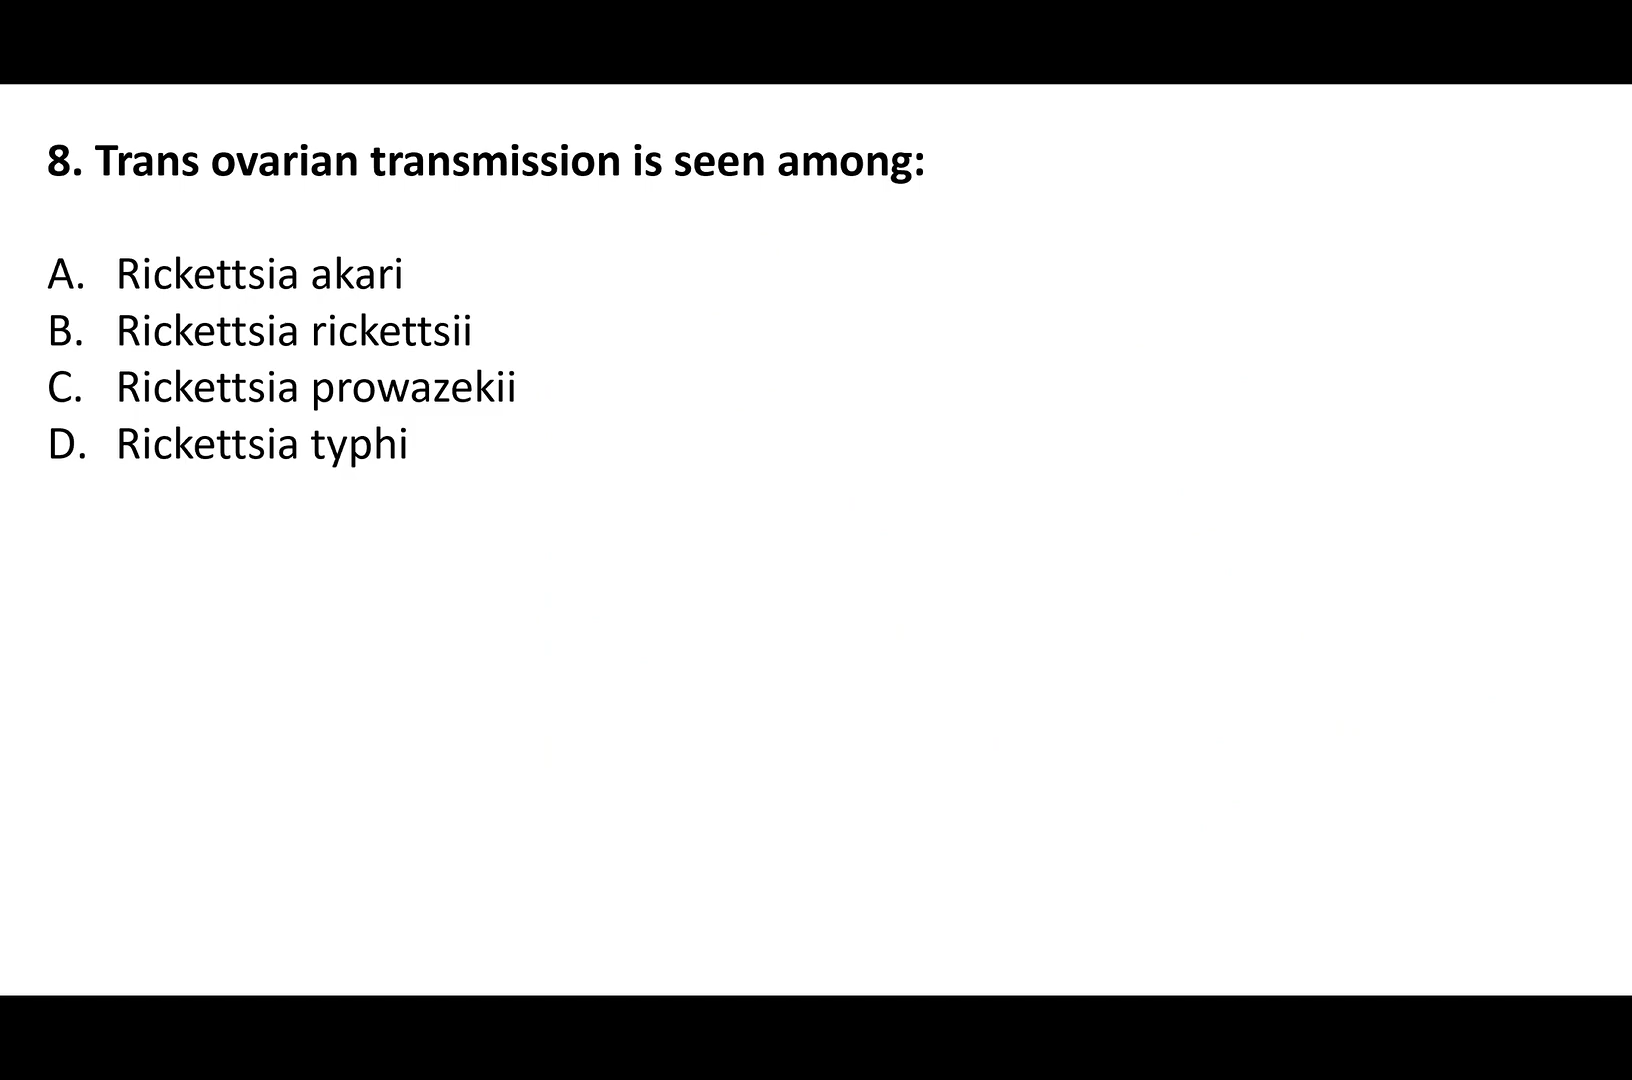 8. Trans ovarian transmission is seen among:
A. Rickettsia akari
B. Rickettsia rickettsii
C. Rickettsia prowazekii
D. Rickettsia typhi